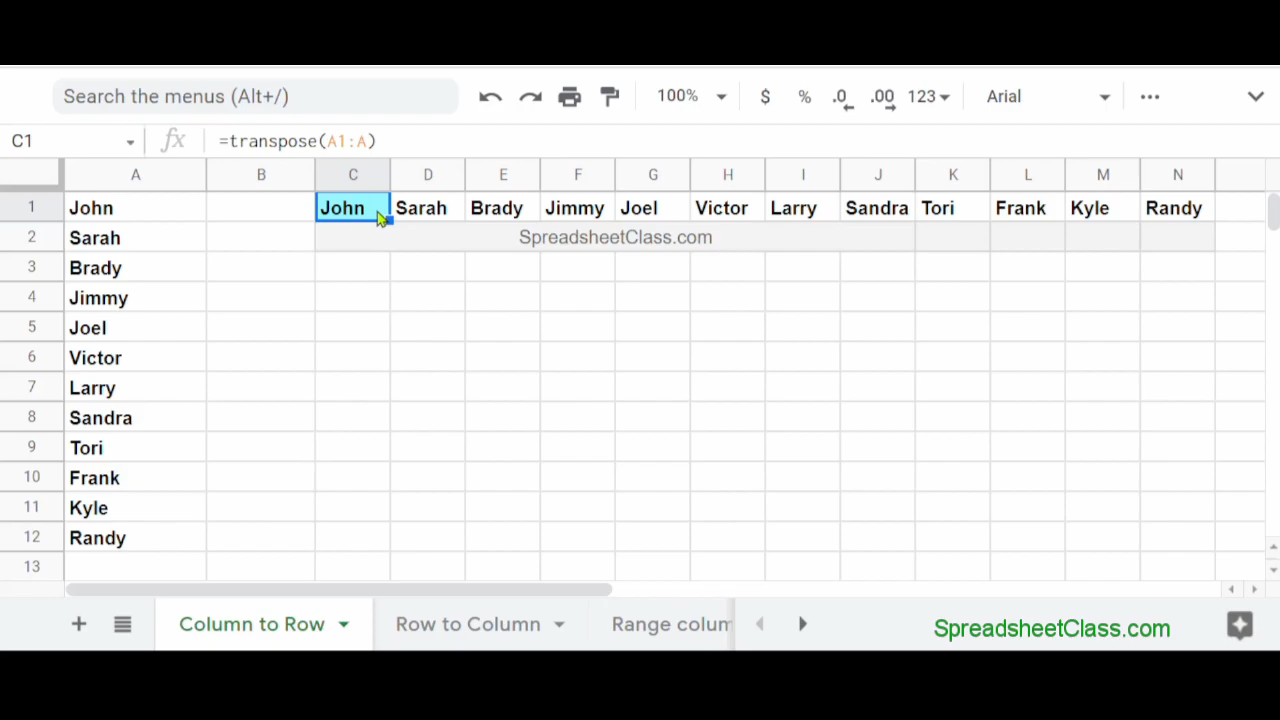 Search the menus (Alt+/) 100% $ % .0 .00 123 Arial
C1 fx =transpose(A1:A)
A B C D E F G H I J K L M N
1 John John Sarah Brady Jimmy Joel Victor Larry Sandra Tori Frank Kyle Randy
2 Sarah SpreadsheetClass.com
3 Brady
4 Jimmy
5 Joel
6 Victor
7 Larry
8 Sandra
9 Tori
10 Frank
11 Kyle
12 Randy
13
+ Column to Row Row to Column Range colum SpreadsheetClass.com